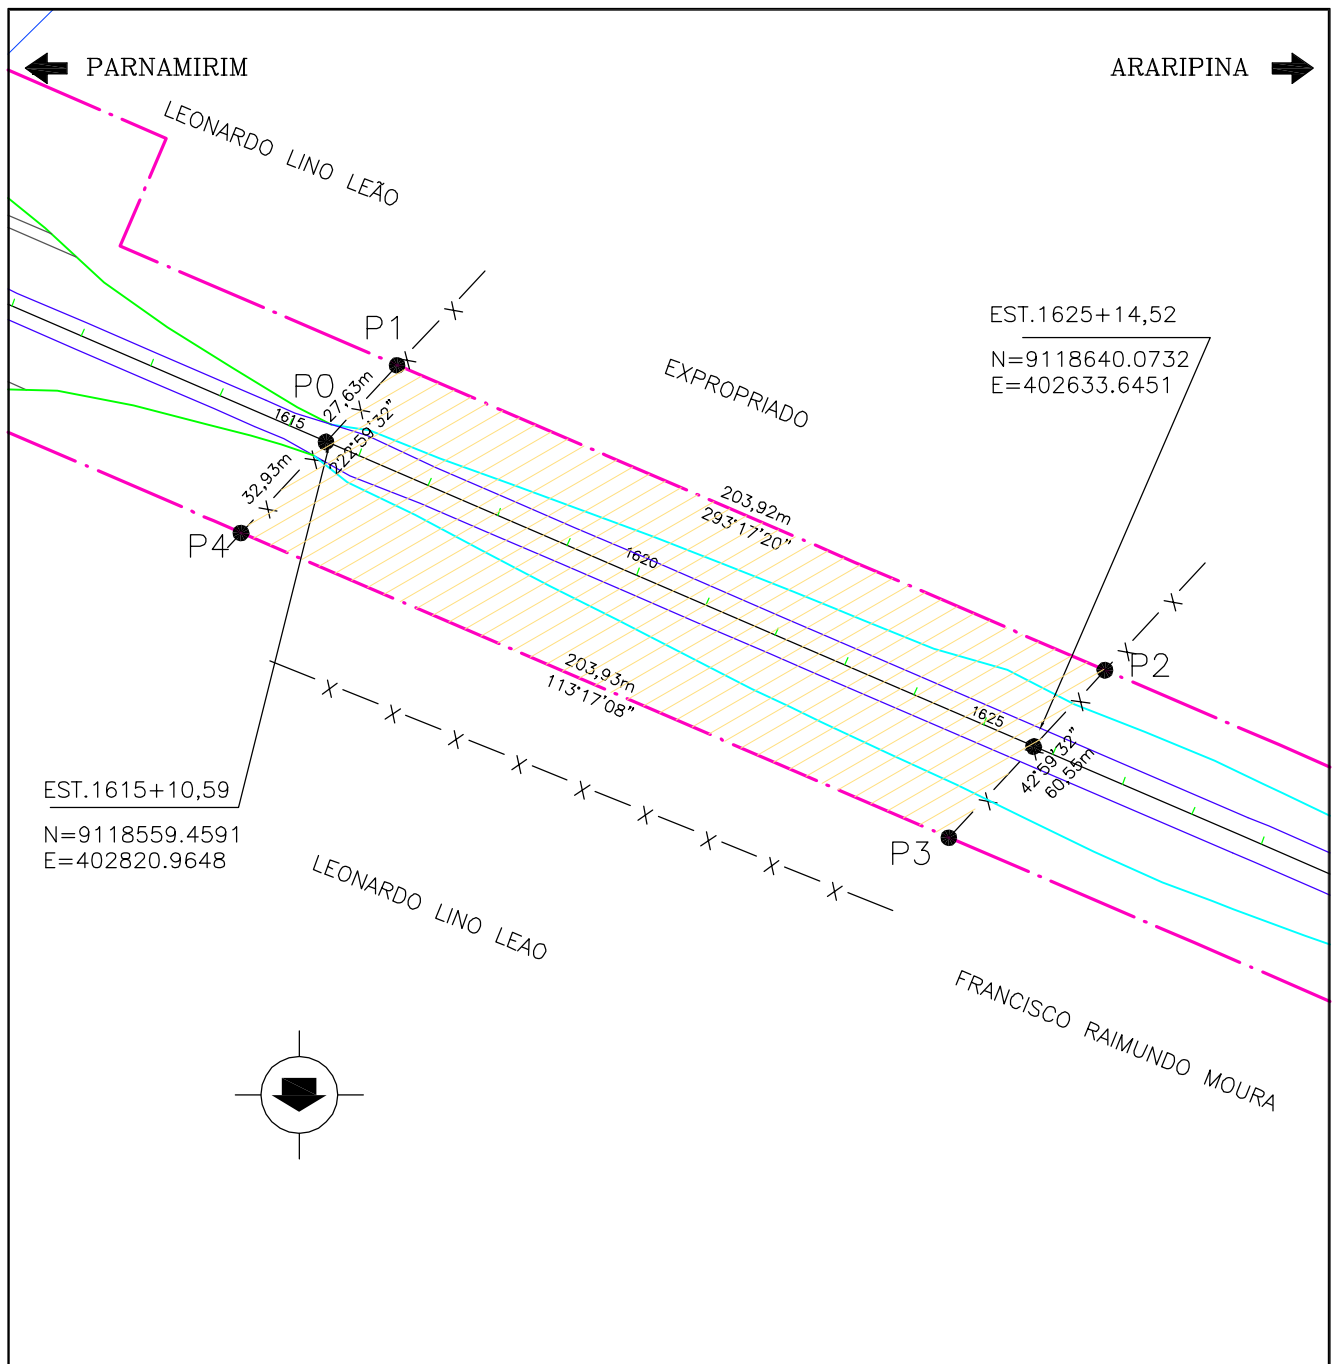 PARNAMIRIM
ARARIPINA
LEONARDO LINO LEÃO
EST.1625+14,52
N=9118640.0732
E=402633.6451
P1
EXPROPRIADO
P0
27,63m
222°59'32"
1615
32,93m
P4
203,92m
293°17'20"
1620
P2
203,93m
113°17'08"
1625
42°59'32"
60,55m
P3
EST.1615+10,59
N=9118559.4591
E=402820.9648
LEONARDO LINO LEAO
FRANCISCO RAIMUNDO MOURA